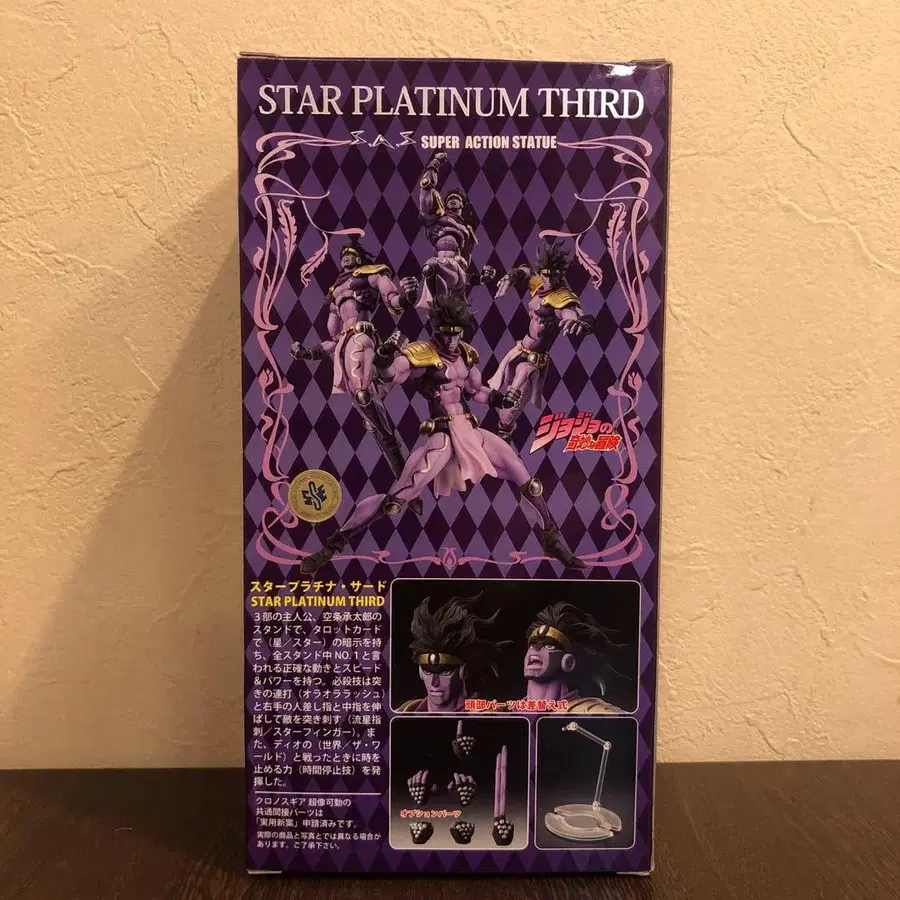 STAR PLATINUM THIRD
S.A.S SUPER ACTION STATUE
ジョジョの
奇妙な冒険
スタープラチナ・サード
STAR PLATINUM THIRD
３部の主人公、空条承太郎の
スタンドで、タロットカード
で（星／スター）の暗示を持
ち、全スタンド中 NO.1 と言
われる正確な動きとスピード
＆パワーを持つ。必殺技は突
きの連打（オラオララッシュ）
と右手の人差し指と中指を伸
ばして敵を突き刺す（流星指
刺／スターフィンガー）。ま
た、ディオの（世界／ザ・ワ
ールド）と戦ったときに時を
止める力（時間停止技）を発
揮した。
クロノスギア 超像可動の
共通間接パーツは
「実用新案」申請済みです。
実際の商品と写真とでは異なる場合が
あります。ご了承下さい。
頭部パーツは差替え式
オプションパーツ